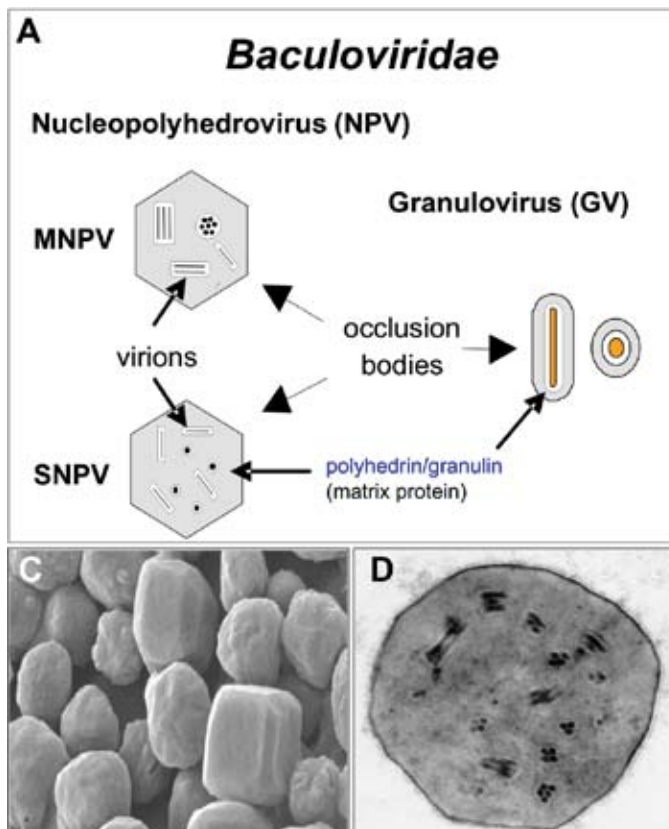 A
Baculoviridae
Nucleopolyhedrovirus (NPV)
Granulovirus (GV)
MNPV
occlusion
bodies
virions
SNPV
polyhedrin/granulin
(matrix protein)
C
D